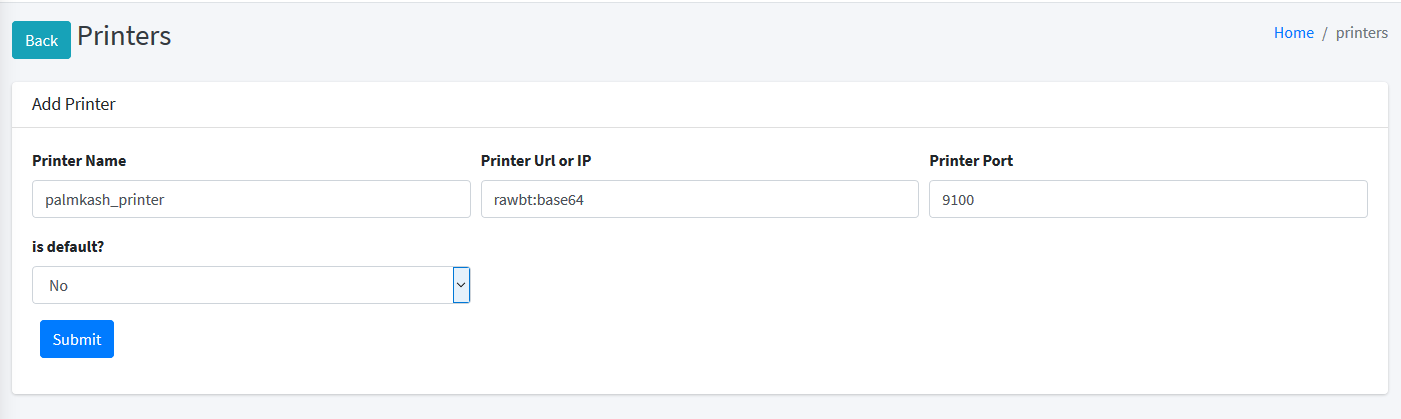 Back Printers
Home / printers
Add Printer
Printer Name Printer Url or IP Printer Port
palmkash_printer rawbt:base64 9100
is default?
No
Submit